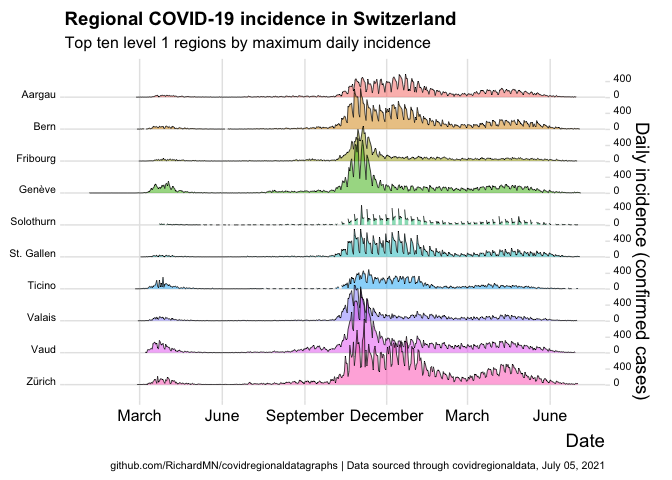 Regional COVID-19 incidence in Switzerland
Top ten level 1 regions by maximum daily incidence
Aargau
400
0
Bern
400
0
Fribourg
400
0
Genève
400
0
Solothurn
400
0
St. Gallen
400
0
Ticino
400
0
Valais
400
0
Vaud
400
0
Zürich
400
0
Daily incidence (confirmed cases)
March June September December March June
Date
github.com/RichardMN/covidregionaldatagraphs | Data sourced through covidregionaldata, July 05, 2021